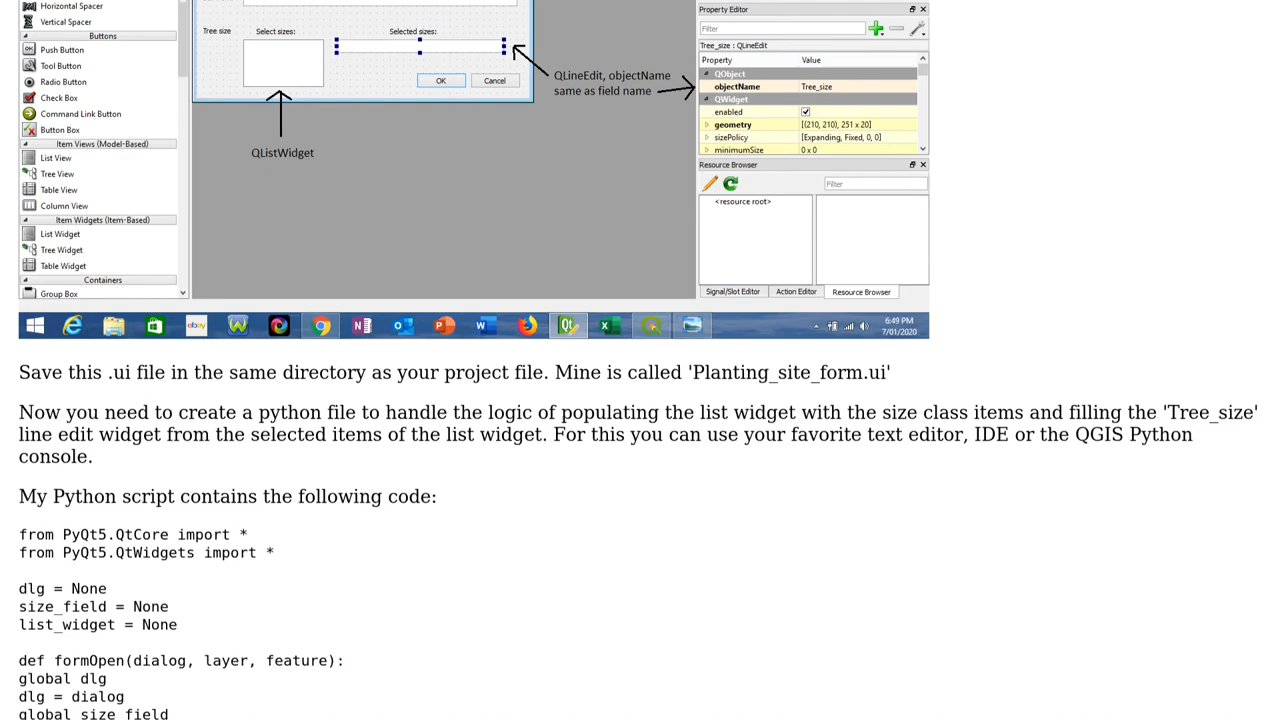 Horizontal Spacer
Vertical Spacer
Buttons
Push Button
Tool Button
Radio Button
Check Box
Command Link Button
Button Box
Item Views (Model-Based)
List View
Tree View
Table View
Column View
Item Widgets (Item-Based)
List Widget
Tree Widget
Table Widget
Containers
Group Box
Tree size
Select sizes:
Selected sizes:
OK
Cancel
QListWidget
QLineEdit, objectName
same as field name
Property Editor
Filter
Tree_size : QLineEdit
Property Value
QObject
objectName Tree_size
QWidget
enabled
geometry [(210, 210), 251 x 20]
sizePolicy [Expanding, Fixed, 0, 0]
minimumSize 0 x 0
Resource Browser
Filter
<resource root>
Signal/Slot Editor Action Editor Resource Browser
6:49 PM
7/01/2020
Save this .ui file in the same directory as your project file. Mine is called 'Planting_site_form.ui'
Now you need to create a python file to handle the logic of populating the list widget with the size class items and filling the 'Tree_size'
line edit widget from the selected items of the list widget. For this you can use your favorite text editor, IDE or the QGIS Python
console.
My Python script contains the following code:
from PyQt5.QtCore import *
from PyQt5.QtWidgets import *
dlg = None
size_field = None
list_widget = None
def formOpen(dialog, layer, feature):
global dlg
dlg = dialog
global size_field